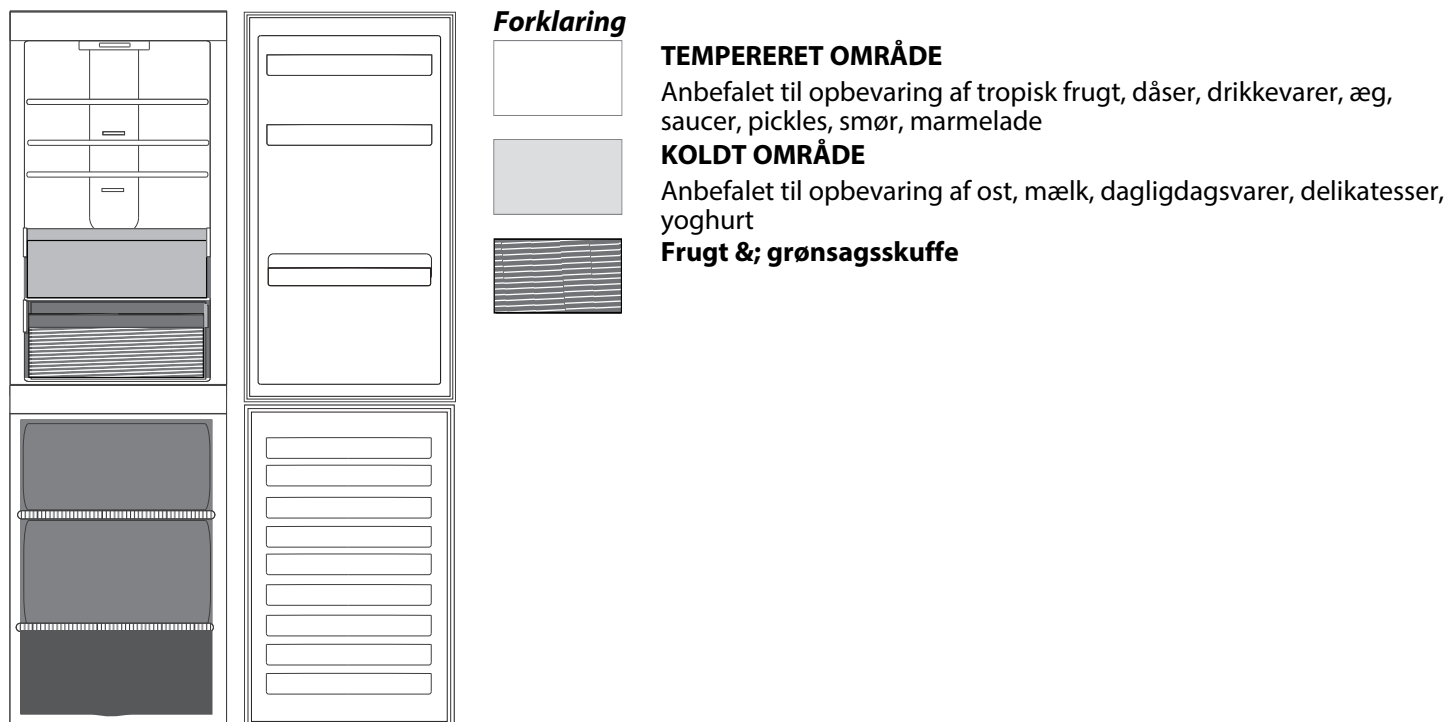 Forklaring
TEMPERERET OMRÅDE
Anbefalet til opbevaring af tropisk frugt, dåser, drikkevarer, æg,
saucer, pickles, smør, marmelade
KOLDT OMRÅDE
Anbefalet til opbevaring af ost, mælk, dagligdagsvarer, delikatesser,
yoghurt
Frugt &; grønsagsskuffe